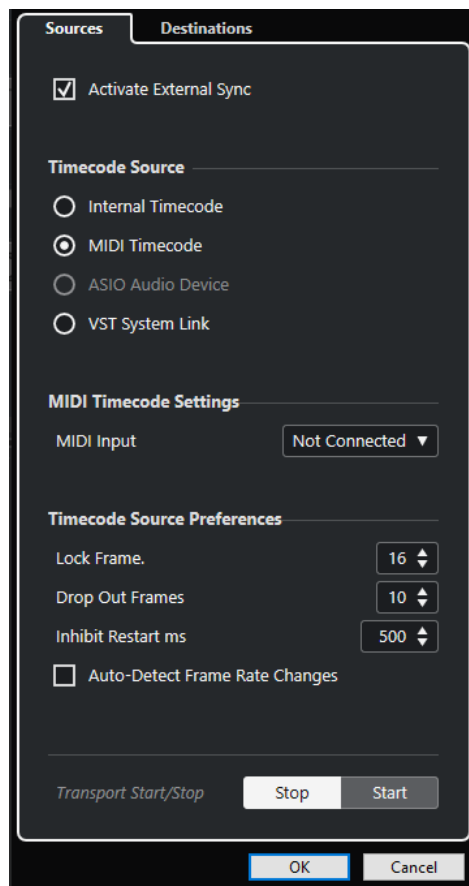 Sources Destinations
Activate External Sync
Timecode Source
Internal Timecode
MIDI Timecode
ASIO Audio Device
VST System Link
MIDI Timecode Settings
MIDI Input Not Connected
Timecode Source Preferences
Lock Frame. 16
Drop Out Frames 10
Inhibit Restart ms 500
Auto-Detect Frame Rate Changes
Transport Start/Stop Stop Start
OK Cancel